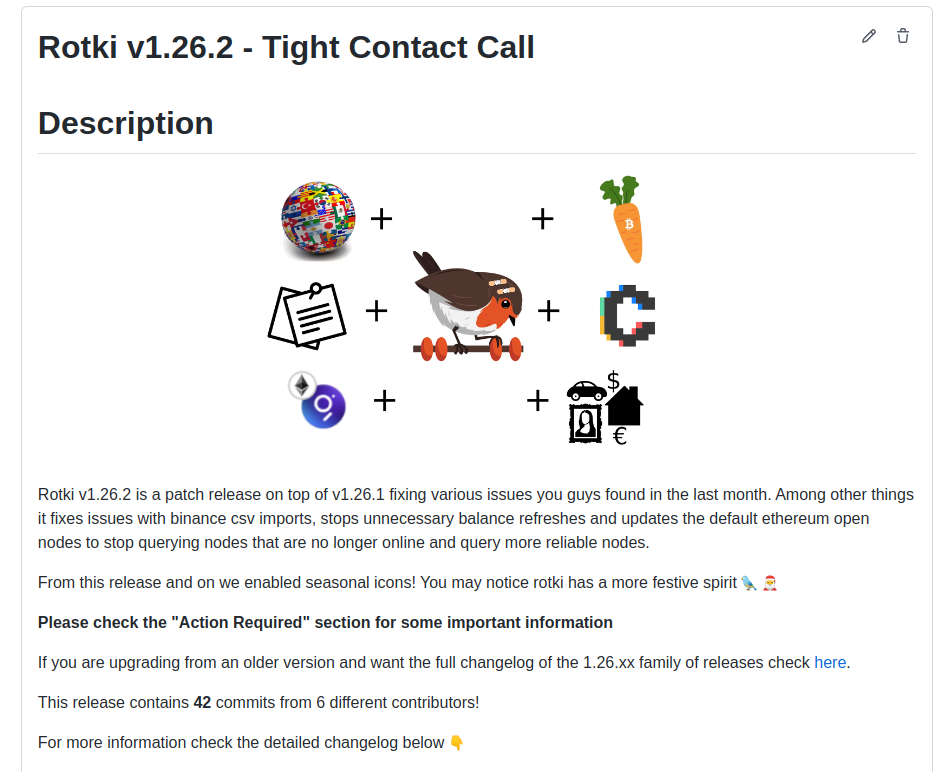 Rotki v1.26.2 - Tight Contact Call
Description
+ +
+ +
+ + $
€
Rotki v1.26.2 is a patch release on top of v1.26.1 fixing various issues you guys found in the last month. Among other things
it fixes issues with binance csv imports, stops unnecessary balance refreshes and updates the default ethereum open
nodes to stop querying nodes that are no longer online and query more reliable nodes.
From this release and on we enabled seasonal icons! You may notice rotki has a more festive spirit 🐦 🎅
Please check the "Action Required" section for some important information
If you are upgrading from an older version and want the full changelog of the 1.26.xx family of releases check here.
This release contains 42 commits from 6 different contributors!
For more information check the detailed changelog below 👇